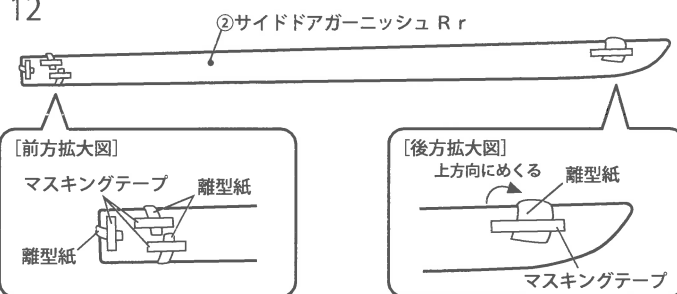 12
②サイドドアガーニッシュ R r
[前方拡大図]
マスキングテープ
離型紙
離型紙
[後方拡大図]
上方向にめくる
離型紙
マスキングテープ